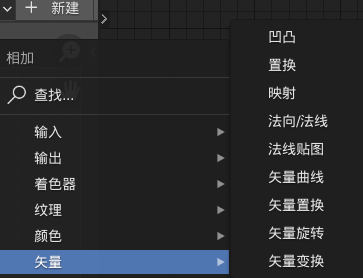 新建
相加
查找...
输入
输出
着色器
纹理
颜色
矢量
凹凸
置换
映射
法向/法线
法线贴图
矢量曲线
矢量置换
矢量旋转
矢量变换